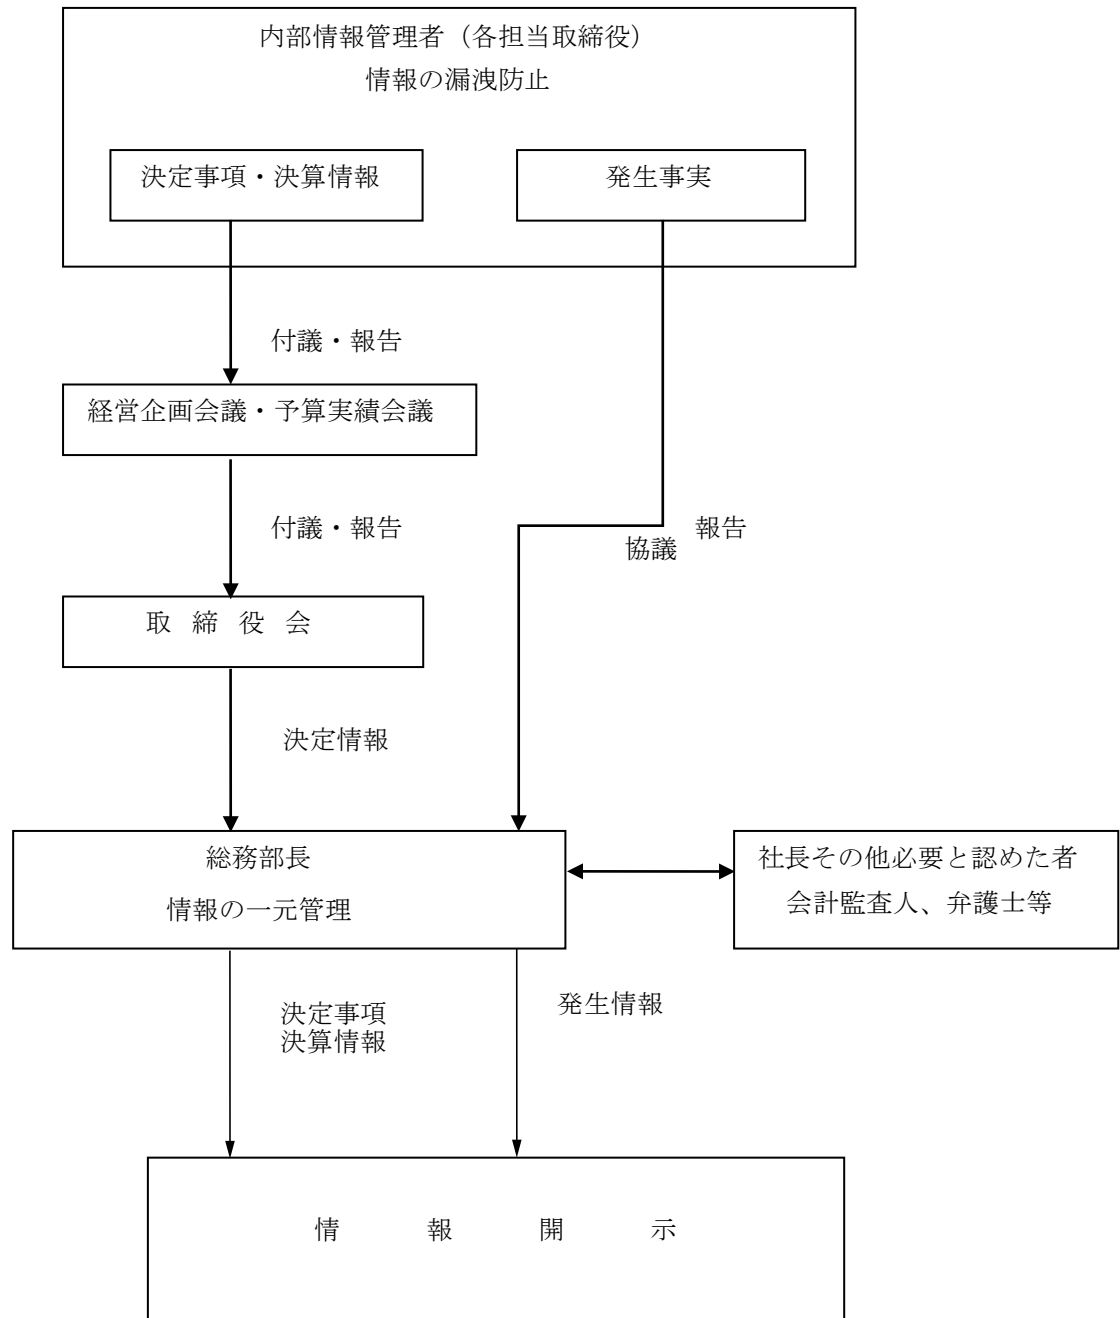 内部情報管理者（各担当取締役）
情報の漏洩防止
決定事項・決算情報
発生事実
付議・報告
経営企画会議・予算実績会議
付議・報告
報告
協議
取 締 役 会
決定情報
総務部長
情報の一元管理
社長その他必要と認めた者
会計監査人、弁護士等
決定事項
決算情報
発生情報
情 報 開 示